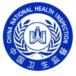 CHINA NATIONAL HEALTH INSPECTION
中国卫生监督